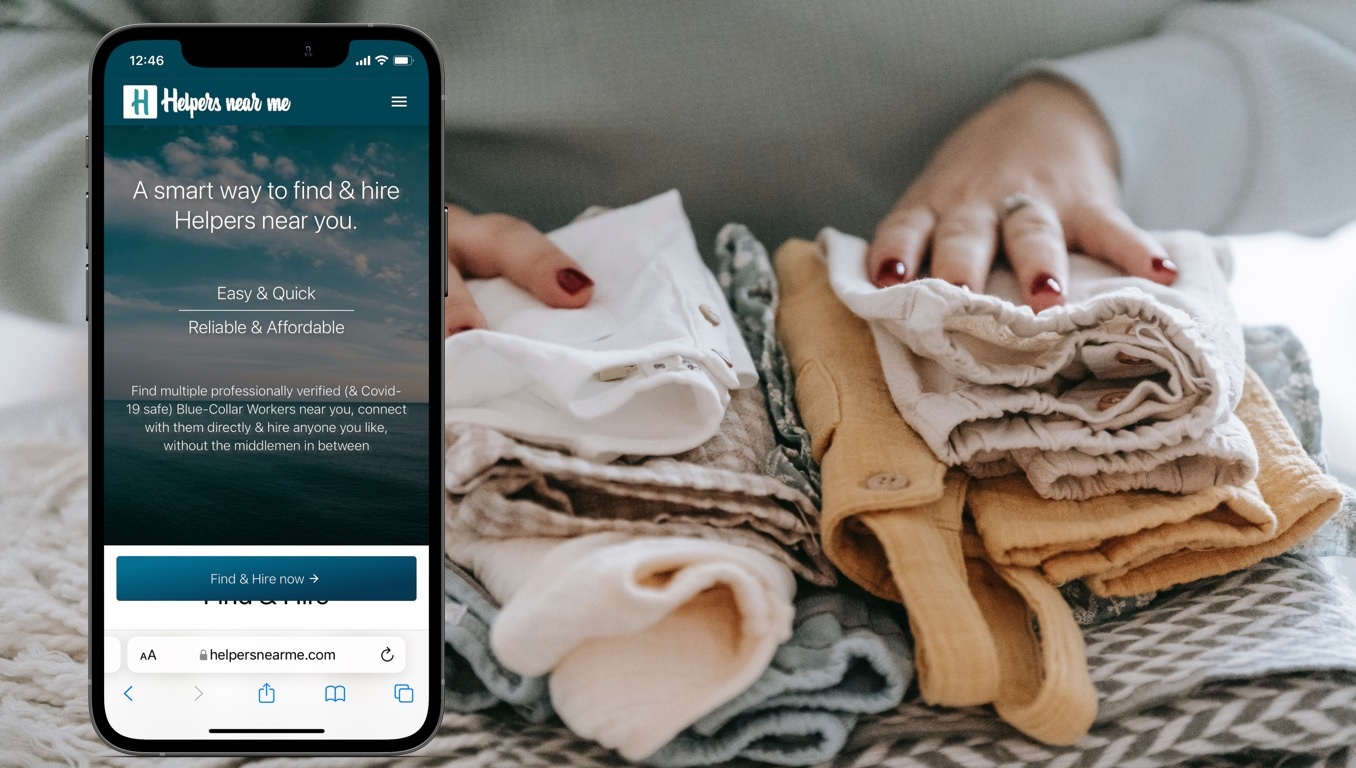 12:46
H Helpers near me
A smart way to find & hire
Helpers near you.
Easy & Quick
Reliable & Affordable
Find multiple professionally verified (& Covid-
19 safe) Blue-Collar Workers near you, connect
with them directly & hire anyone you like,
without the middlemen in between
Find & Hire now →
Find & Hire
AA helpersnearme.com